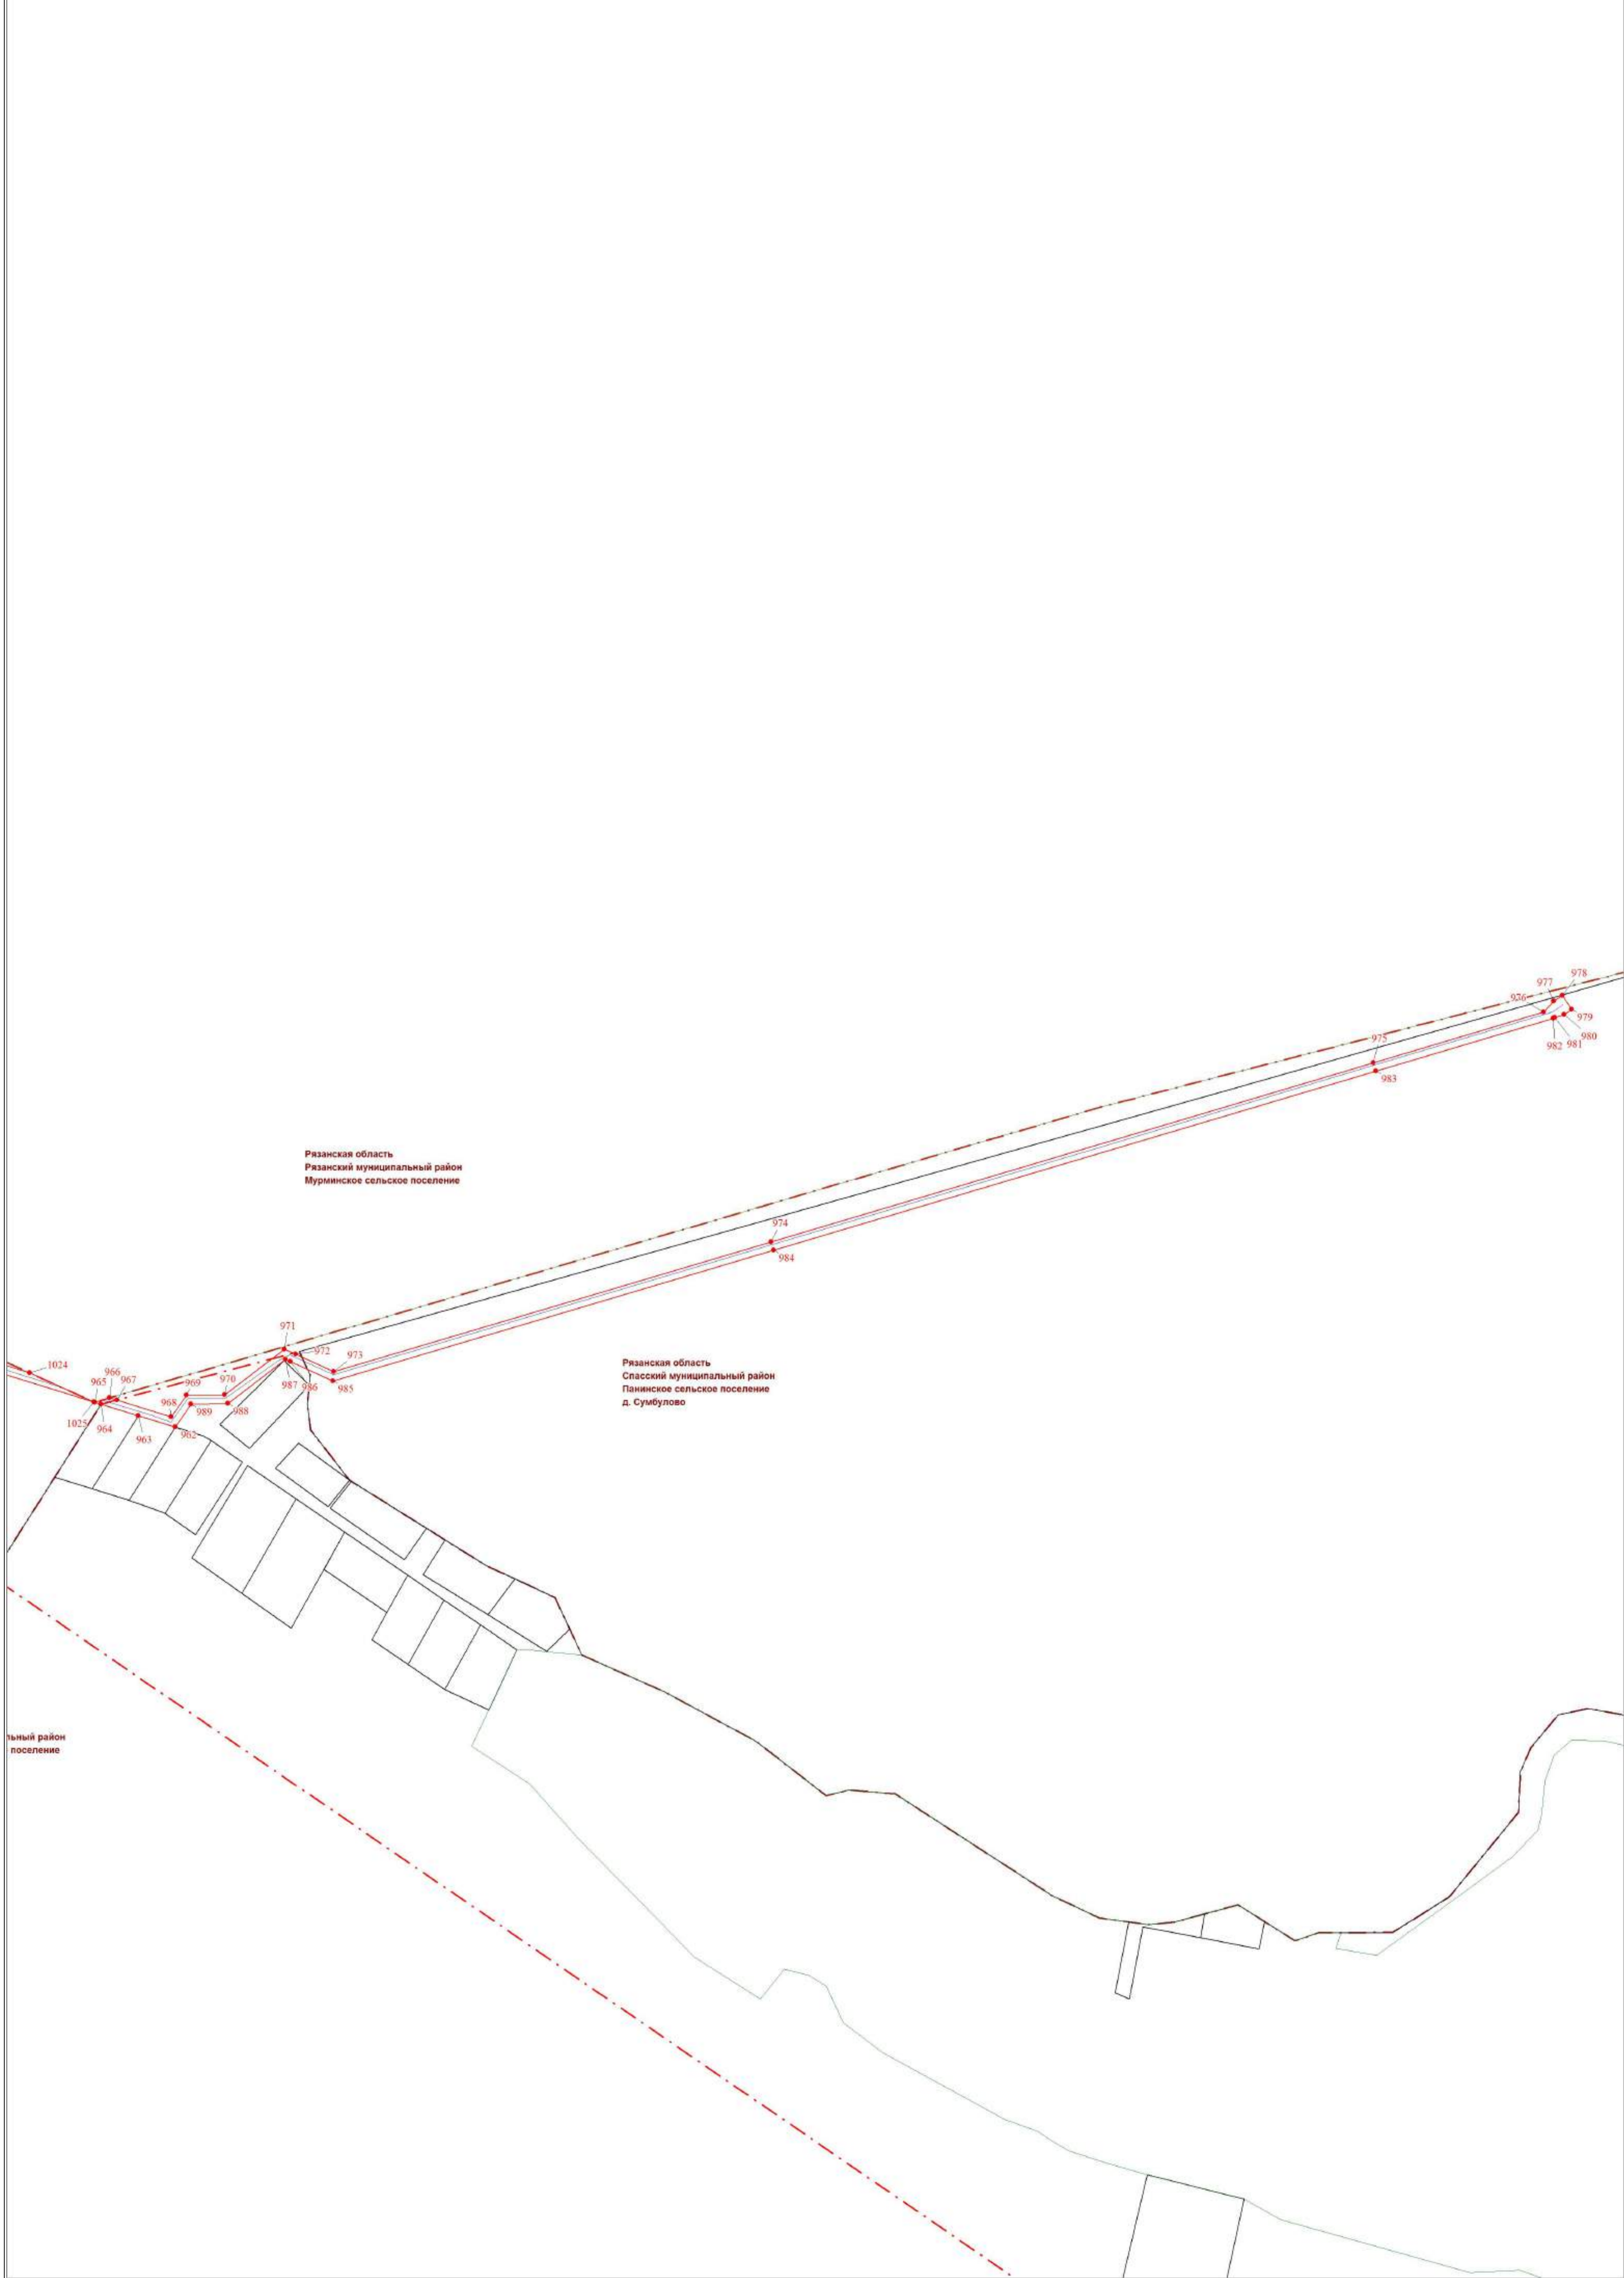 978
977
976
979
980
982 981
975
983
Рязанская область
Рязанский муниципальный район
Мурминское сельское поселение
974
984
971
972
973
987 986 985
Рязанская область
Спасский муниципальный район
Панинское сельское поселение
д. Сумбулово
1024
966
965 967 969 970
968
989 988
1025
964 963 962
льный район
поселение